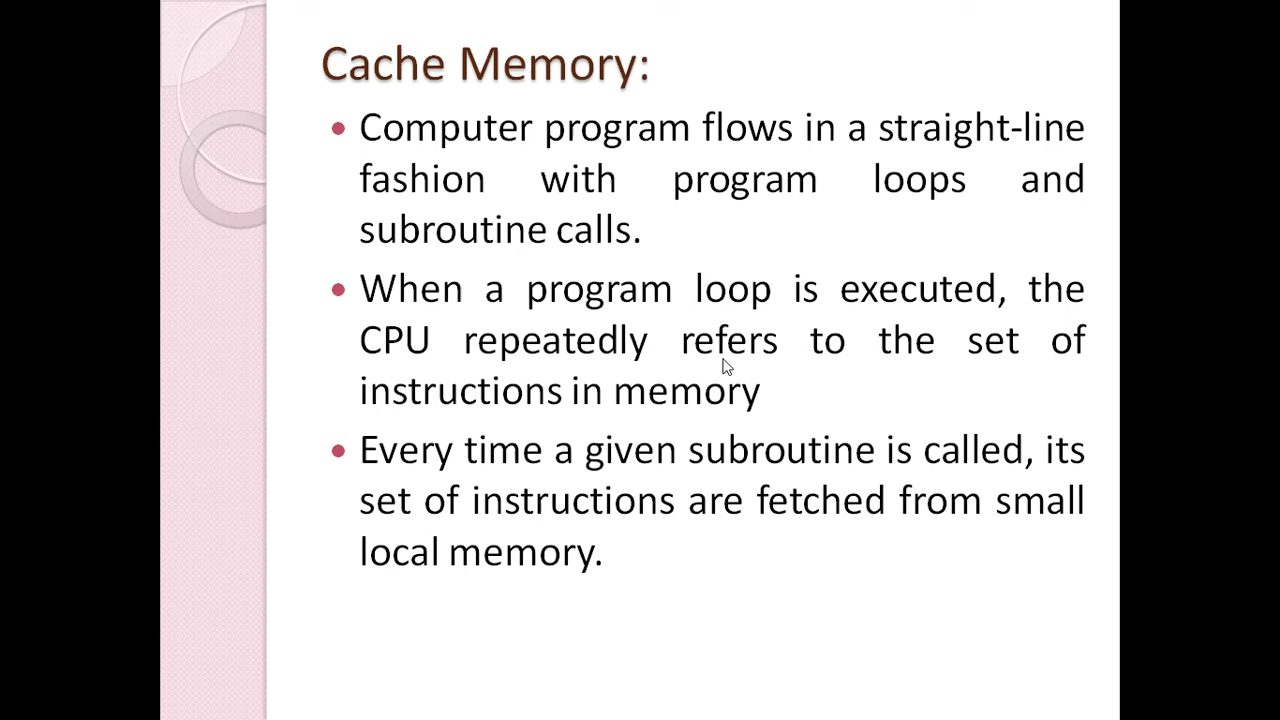 Cache Memory:
• Computer program flows in a straight-line
fashion with program loops and
subroutine calls.
• When a program loop is executed, the
CPU repeatedly refers to the set of
instructions in memory
• Every time a given subroutine is called, its
set of instructions are fetched from small
local memory.